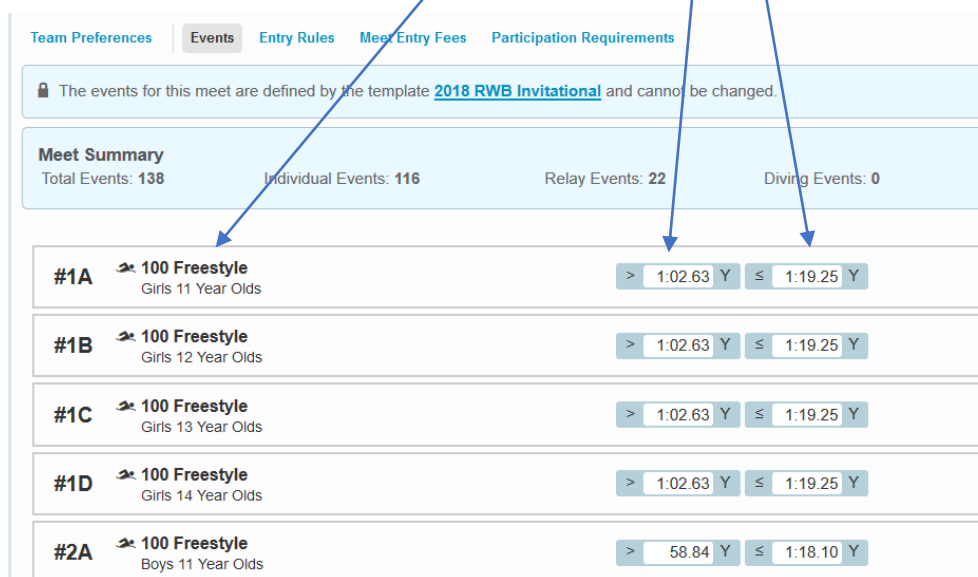 Team Preferences Events Entry Rules Meet Entry Fees Participation Requirements
The events for this meet are defined by the template 2018 RWB Invitational and cannot be changed.
Meet Summary
Total Events: 138 Individual Events: 116 Relay Events: 22 Diving Events: 0
#1A 100 Freestyle > 1:02.63 Y ≤ 1:19.25 Y
Girls 11 Year Olds
#1B 100 Freestyle > 1:02.63 Y ≤ 1:19.25 Y
Girls 12 Year Olds
#1C 100 Freestyle > 1:02.63 Y ≤ 1:19.25 Y
Girls 13 Year Olds
#1D 100 Freestyle > 1:02.63 Y ≤ 1:19.25 Y
Girls 14 Year Olds
#2A 100 Freestyle > 58.84 Y ≤ 1:18.10 Y
Boys 11 Year Olds